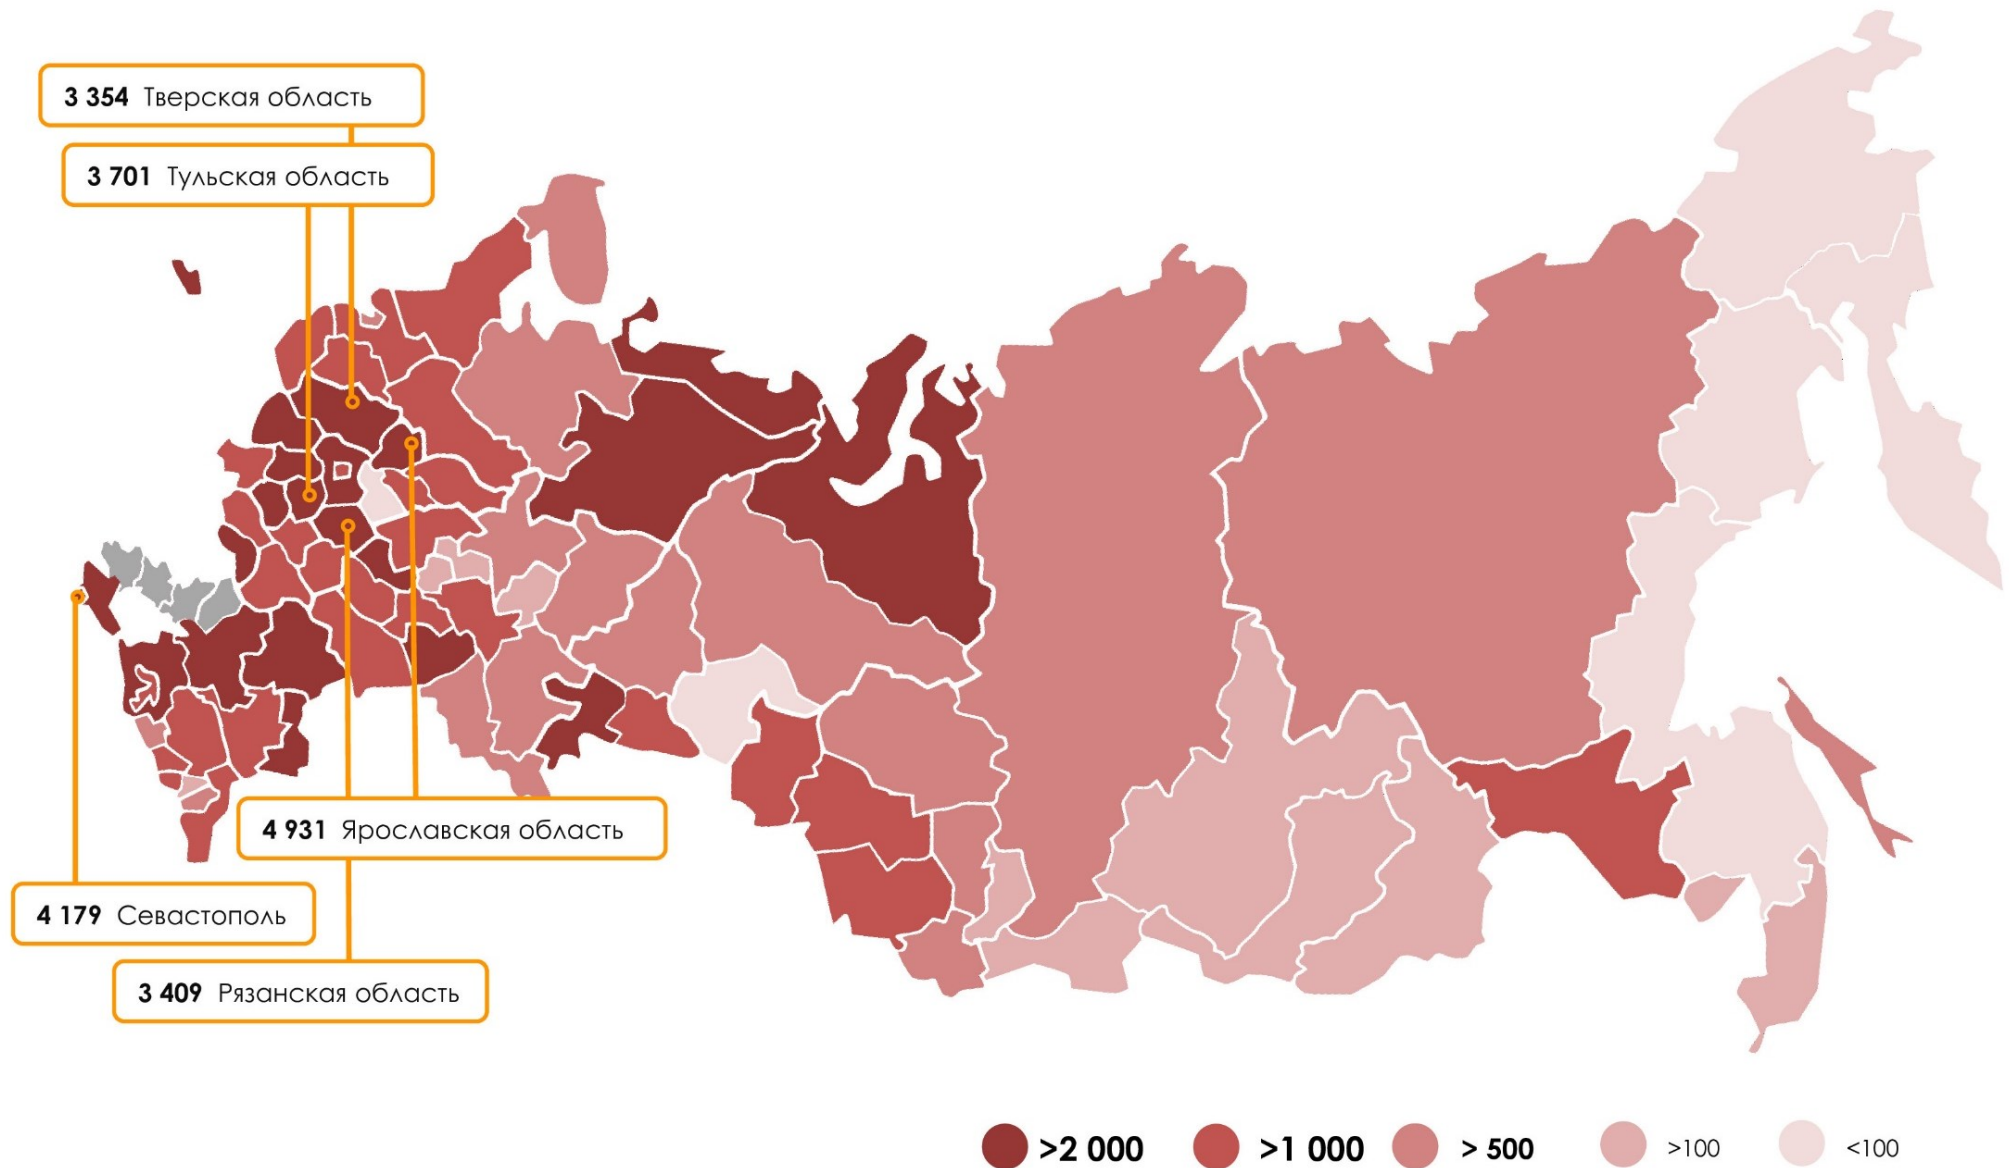 3 354 Тверская область
3 701 Тульская область
4 931 Ярославская область
4 179 Севастополь
3 409 Рязанская область
>2 000 >1 000 > 500 >100 <100